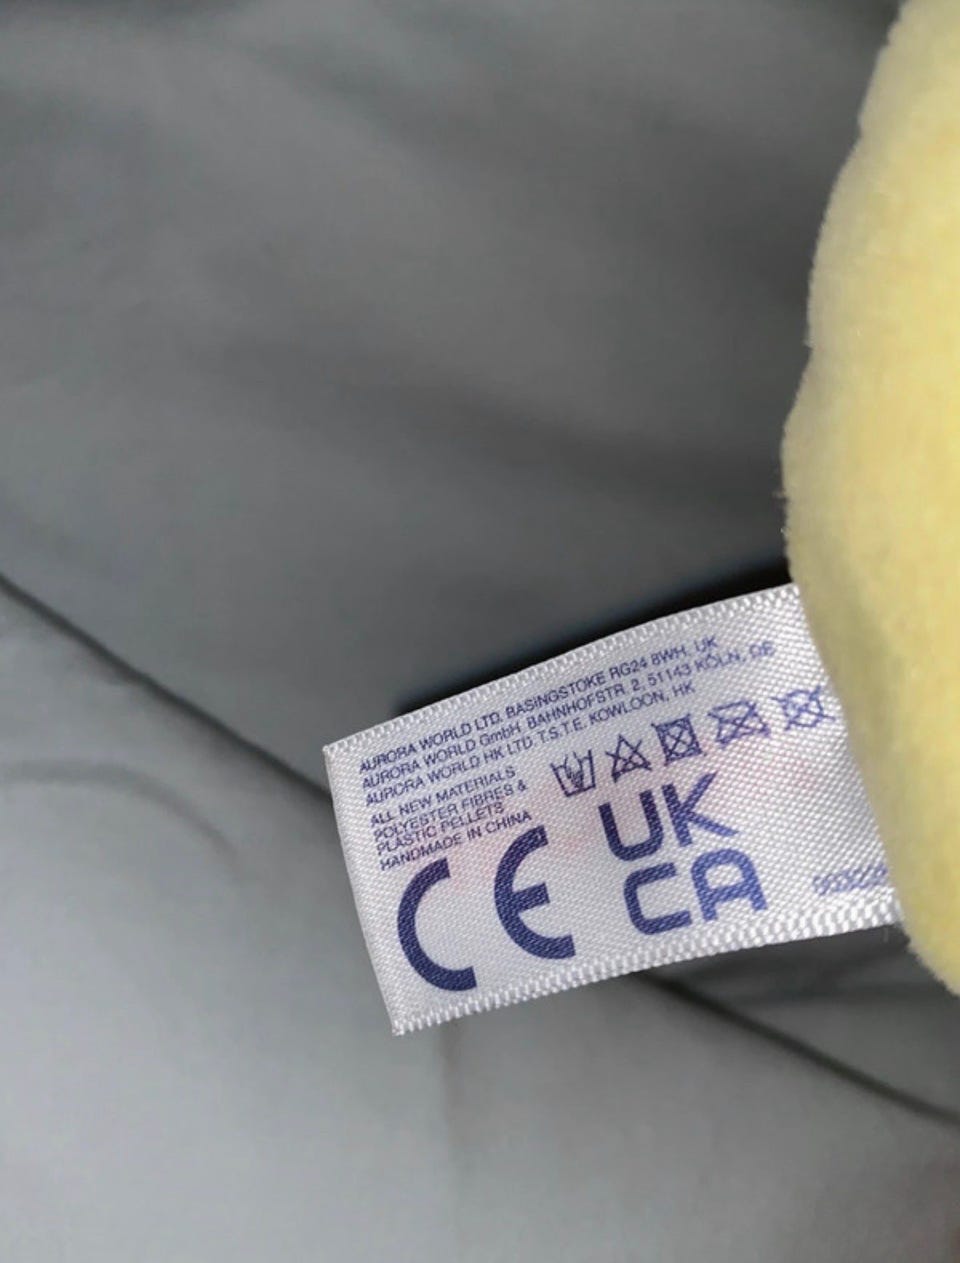 AURORA WORLD LTD. BASINGSTOKE RG24 8WH, UK
AURORA WORLD GmbH. BAHNHOFSTR. 2, 51143 KÖLN, DE
AURORA WORLD HK LTD. T.S.T.E. KOWLOON, HK
ALL NEW MATERIALS
POLYESTER FIBRES &
PLASTIC PELLETS
HANDMADE IN CHINA
CE
UK
CA